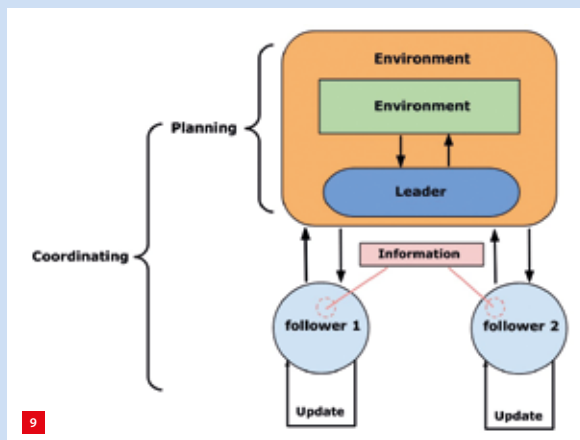 Environment
Environment
Planning
Leader
Coordinating
Information
follower 1
follower 2
Update
Update
9